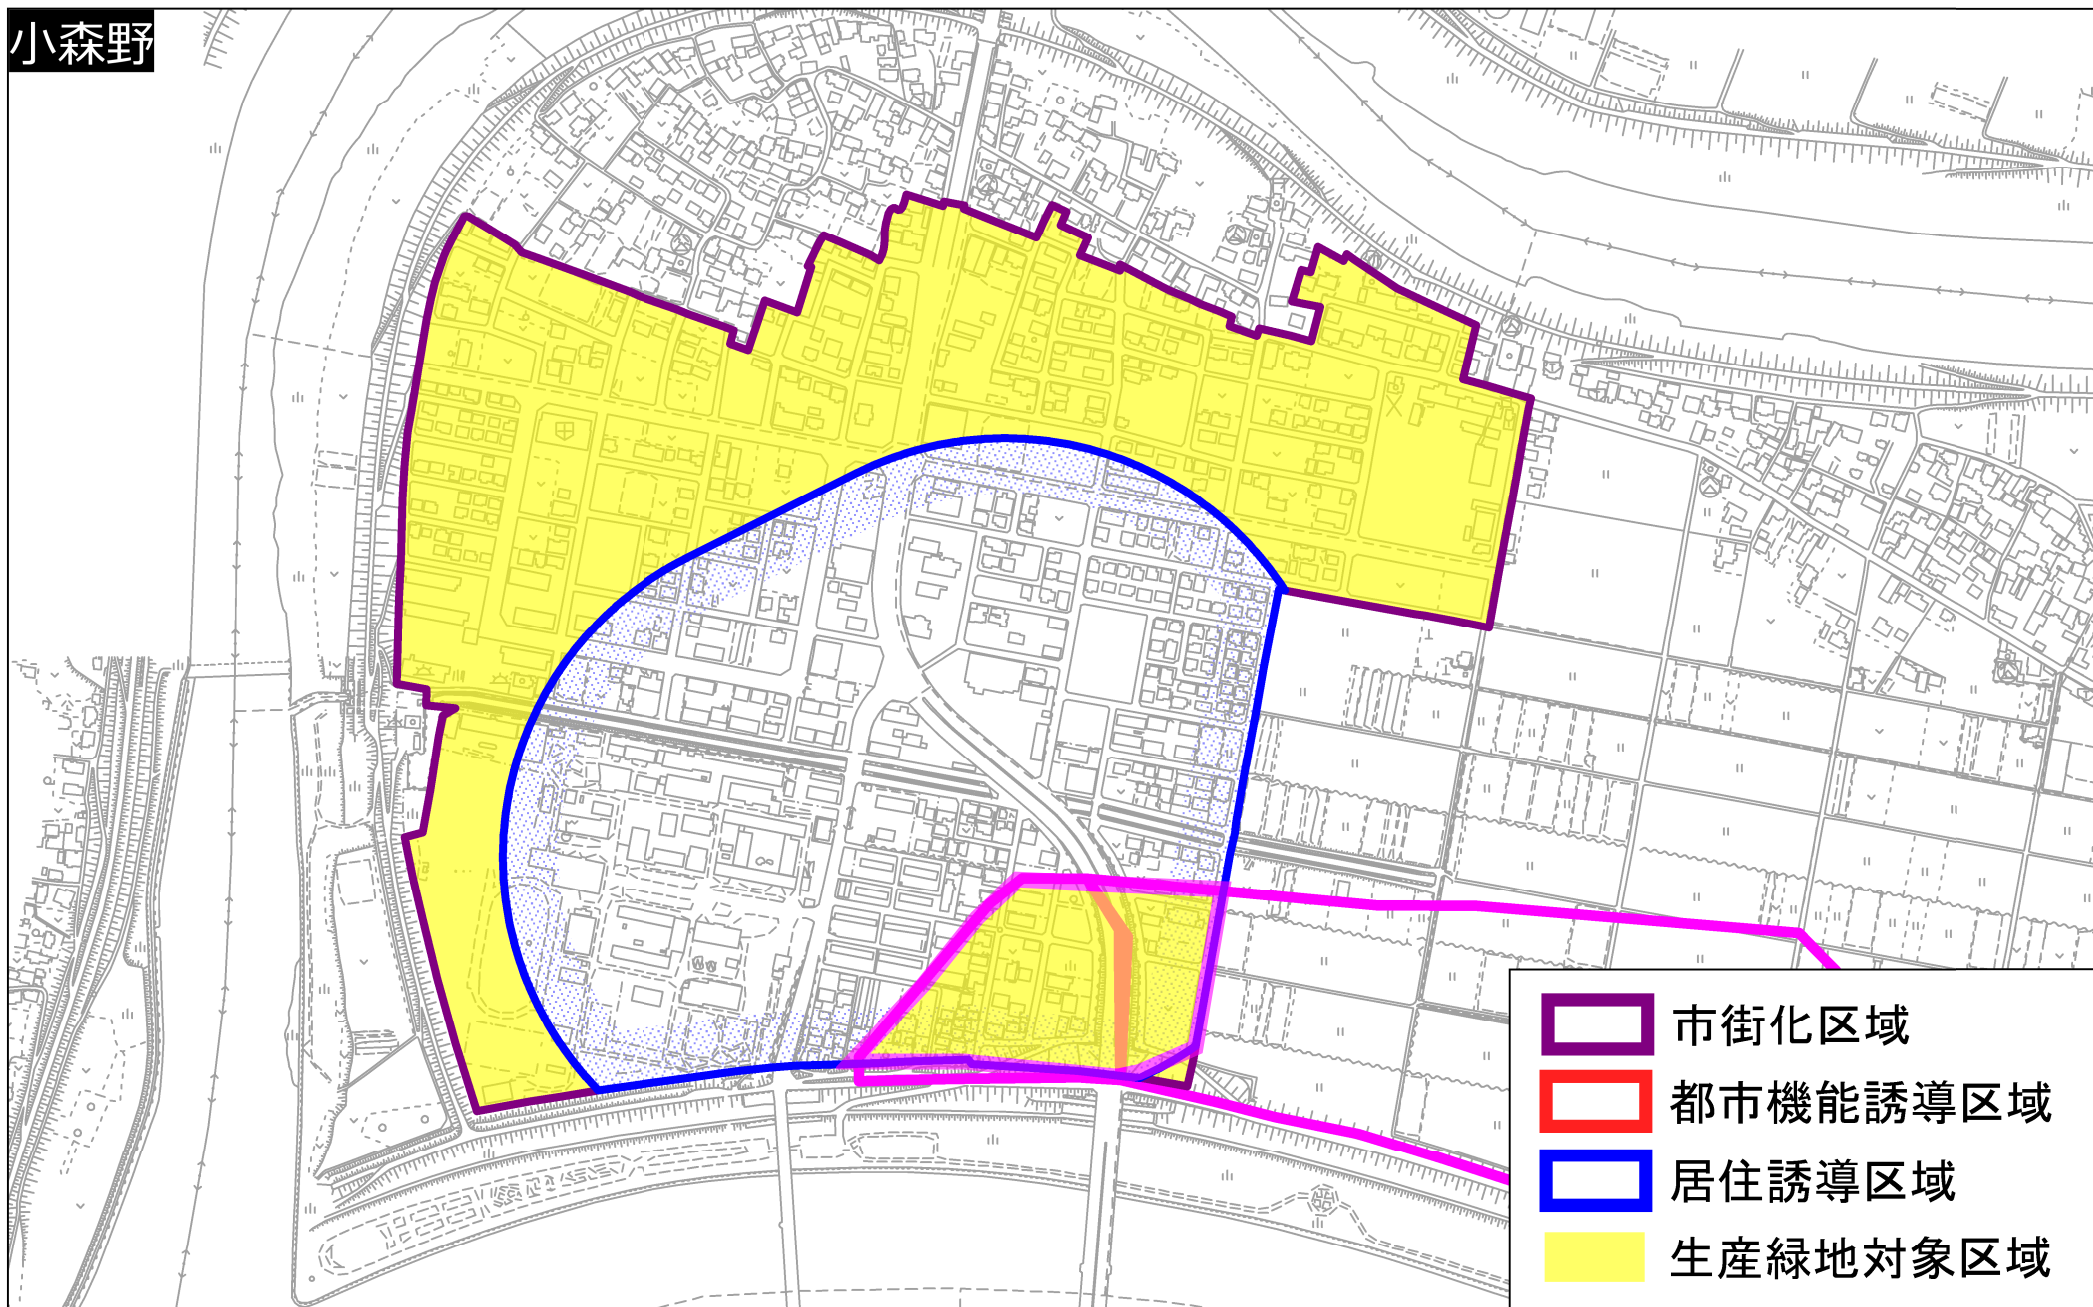 小森野
市街化区域
都市機能誘導区域
居住誘導区域
生産緑地対象区域